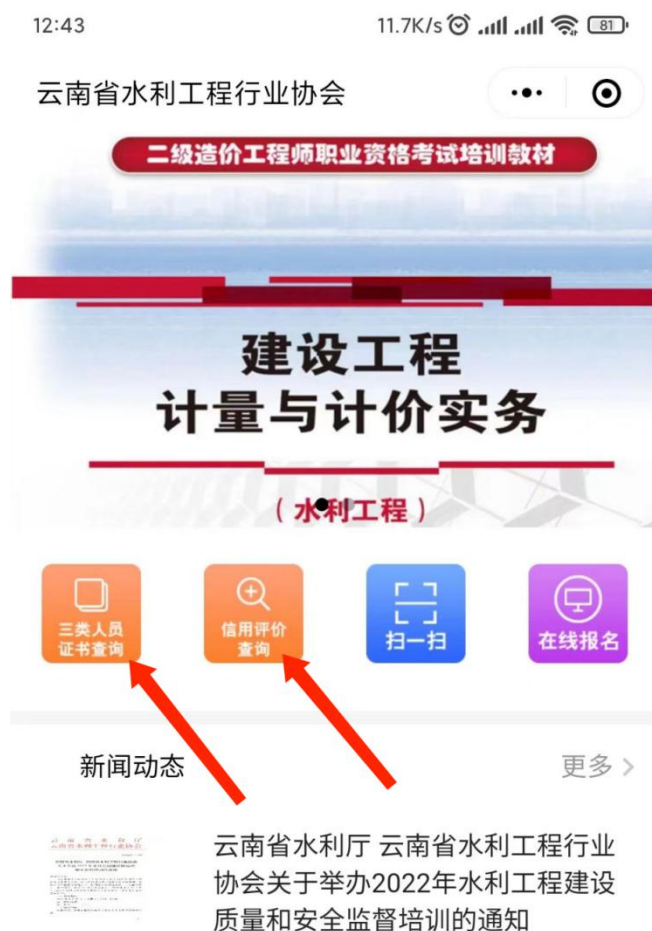 12:43
11.7K/s
81
云南省水利工程行业协会
二级造价工程师职业资格考试培训教材
建设工程
计量与计价实务
（水利工程）
三类人员
证书查询
信用评价
查询
扫一扫
在线报名
新闻动态
更多 >
云南省水利厅 云南省水利工程行业
协会关于举办2022年水利工程建设
质量和安全监督培训的通知